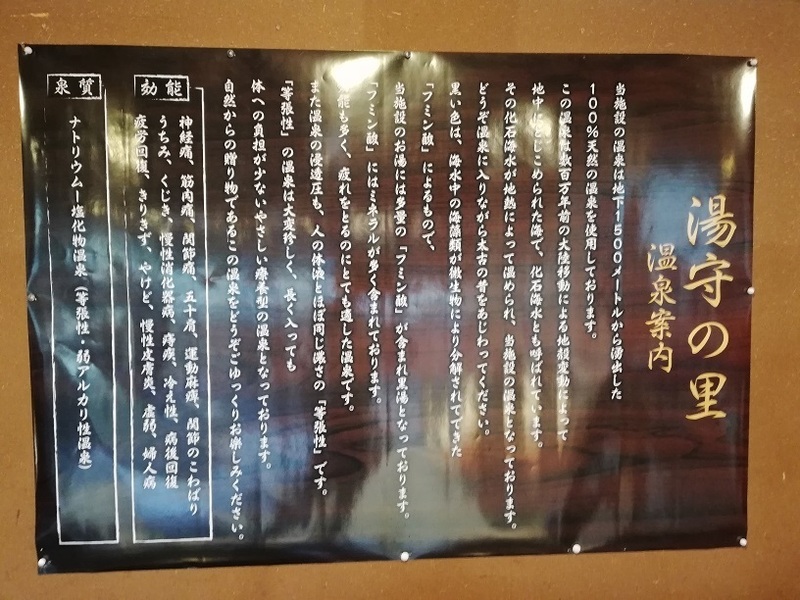 湯守の里
温泉案内
当施設の温泉は地下1500メートルから湧出した
100%天然の温泉を使用しております。
この温泉は数百万年前の大陸移動による地殻変動によって
地中にとじこめられた海で、化石海水とも呼ばれています。
その化石海水が地熱によって温められ、当施設の温泉となっております。
どうぞ温泉に入りながら太古の昔をあじわってください。
黒い色は、海水中の海藻類が微生物により分解されてできた
「フミン酸」によるもので、
当施設のお湯には多量の「フミン酸」が含まれ黒湯となっております。
「フミン酸」にはミネラルが多く含まれております。
能も多く、疲れをとるのにとても適した温泉です。
また温泉の浸透圧も、人の体液とほぼ同じ濃さの「等張性」です。
「等張性」の温泉は大変珍しく、長く入っても
体への負担が少ないやさしい療養型の温泉となっております。
自然からの贈り物であるこの温泉をどうぞごゆっくりお楽しみください。
効能
神経痛、筋肉痛、関節痛、五十肩、運動麻痺、関節のこわばり
うちみ、くじき、慢性消化器病、痔疾、冷え性、病後回復
疲労回復、きりきず、やけど、慢性皮膚炎、虚弱、婦人病
泉質
ナトリウムー塩化物温泉(等張性・弱アルカリ性温泉)